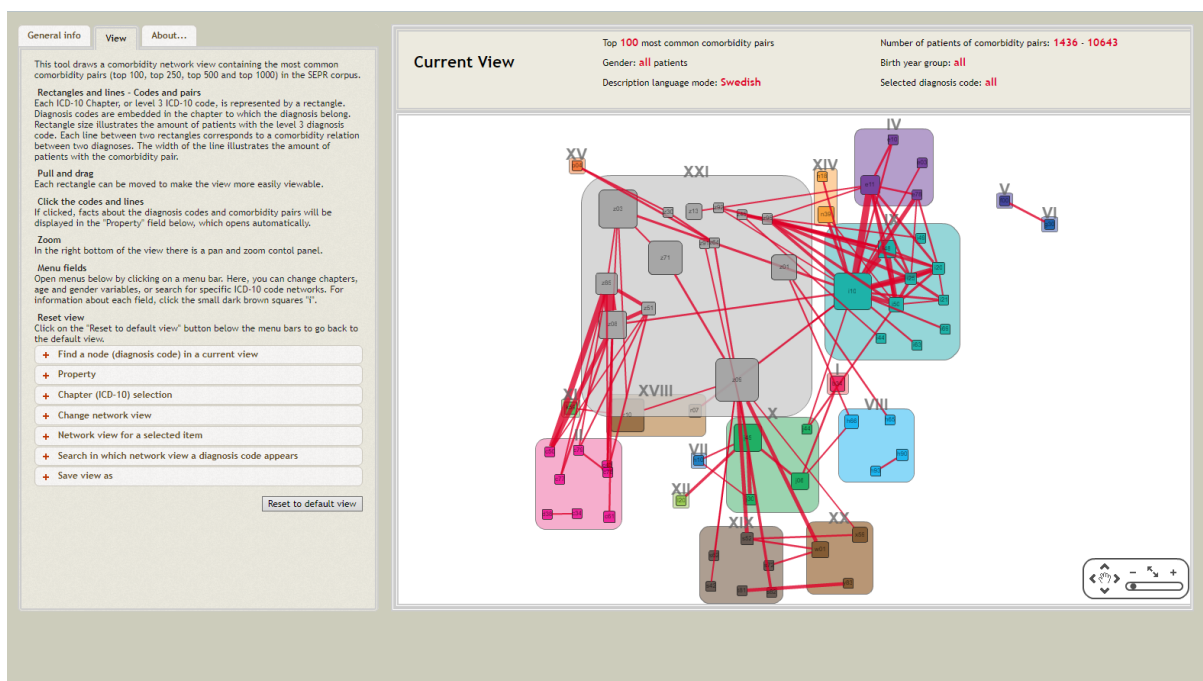 General info
View
About...
This tool draws a comorbidity network view containing the most common
comorbidity pairs (top 100, top 250, top 500 and top 1000) in the SEPR corpus.
Rectangles and lines - Codes and pairs
Each ICD-10 Chapter, or level 3 ICD-10 code, is represented by a rectangle.
Diagnosis codes are embedded in the chapter to which the diagnosis belong.
Rectangle size illustrates the amount of patients with the level 3 diagnosis
code. Each line between two rectangles corresponds to a comorbidity relation
between two diagnoses. The width of the line illustrates the amount of
patients with the comorbidity pair.
Pull and drag
Each rectangle can be moved to make the view more easily viewable.
Click the codes and lines
If clicked, facts about the diagnosis codes and comorbidity pairs will be
displayed in the "Property" field below, which opens automatically.
Zoom
In the right bottom of the view there is a pan and zoom contol panel.
Menu fields
Open menus below by clicking on a menu bar. Here, you can change chapters,
age and gender variables, or search for specific ICD-10 code networks. For
information about each field, click the small dark brown squares "i".
Reset view
Click on the "Reset to default view" button below the menu bars to go back to
the default view.
+ Find a node (diagnosis code) in a current view
+ Property
+ Chapter (ICD-10) selection
+ Change network view
+ Network view for a selected item
+ Search in which network view a diagnosis code appears
+ Save view as
Reset to default view
Current View
Top 100 most common comorbidity pairs
Gender: all patients
Description language mode: Swedish
Number of patients of comorbidity pairs: 1436 - 10643
Birth year group: all
Selected diagnosis code: all
IV
XV
XIV
XXI
V
VI
IX
z03
z13
z71
I
XI
XVIII
VIII
II
X
r07
VII
XII
XIX
XX